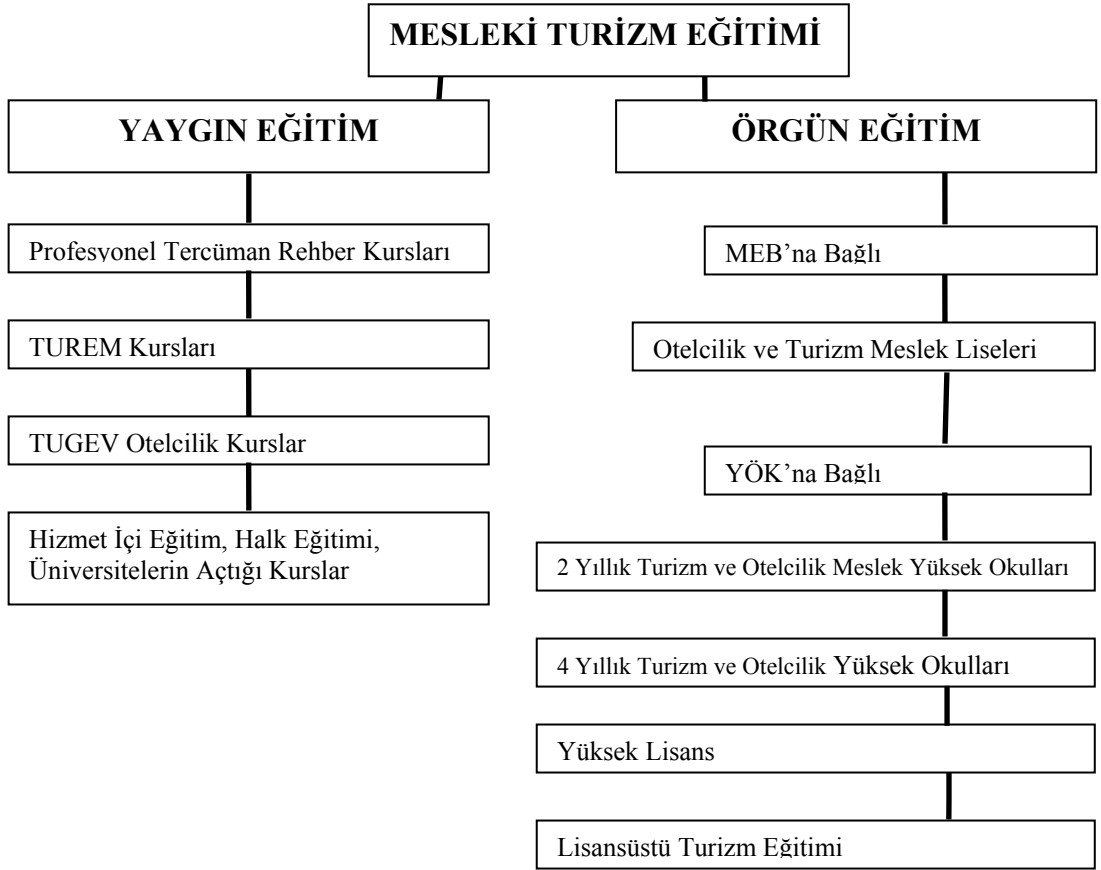 MESLEKİ TURİZM EĞİTİMİ
YAYGIN EĞİTİM
Profesyonel Tercüman Rehber Kursları
TUREM Kursları
TUGEV Otelcilik Kurslar
Hizmet İçi Eğitim, Halk Eğitimi,
Üniversitelerin Açtığı Kurslar
ÖRGÜN EĞİTİM
MEB’na Bağlı
Otelcilik ve Turizm Meslek Liseleri
YÖK’na Bağlı
2 Yıllık Turizm ve Otelcilik Meslek Yüksek Okulları
4 Yıllık Turizm ve Otelcilik Yüksek Okulları
Yüksek Lisans
Lisansüstü Turizm Eğitimi